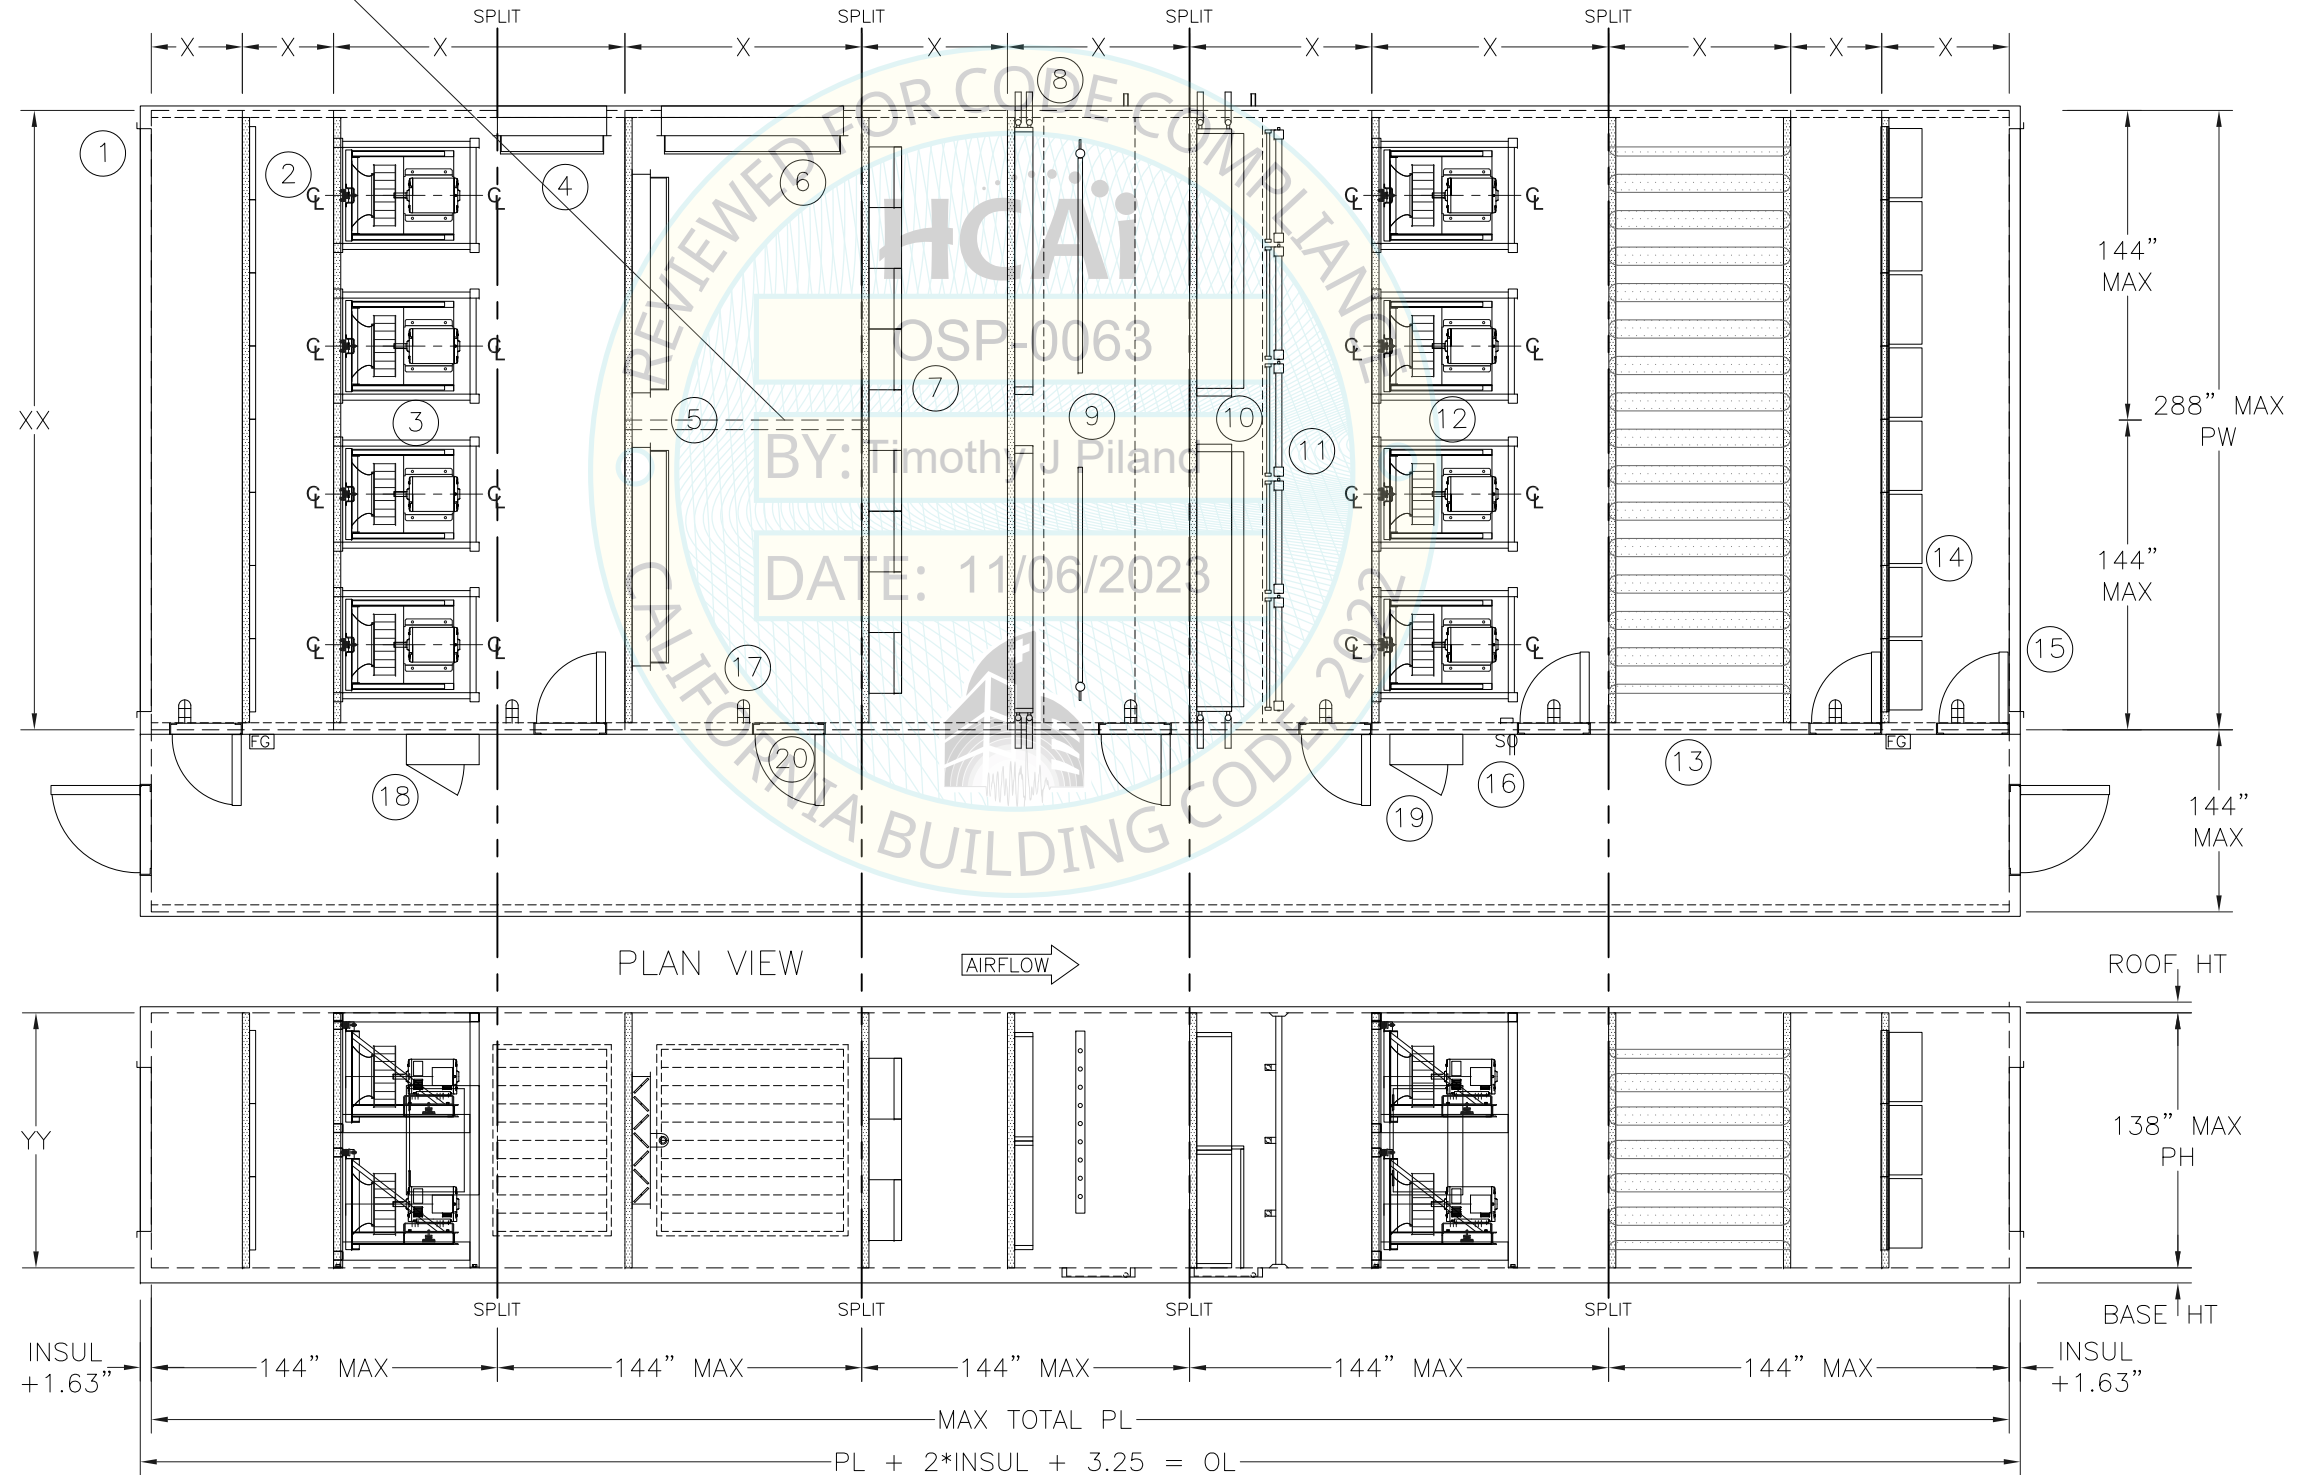 SPLIT SPLIT SPLIT SPLIT
X X X X X X X X X X X
8
1
2
4
6
℄ ℄ ℄ ℄
REVIEWED FOR CODE COMPLIANCE
HCAi
144”
MAX
OSP-0063
℄ ℄ ℄ ℄
7
XX
3
5
9
10
12
288” MAX
PW
11
BY: Timothy J Piland
℄ ℄ ℄ ℄
14
DATE: 11/06/2023
144”
MAX
℄ ℄ ℄ ℄
15
17
FG
20
SD
FG
13
18
16
19
CALIFORNIA BUILDING CODE 2022
144”
MAX
PLAN VIEW
AIRFLOW
ROOF HT
YY
138” MAX
PH
SPLIT SPLIT SPLIT SPLIT
BASE HT
INSUL
+1.63”
144” MAX 144” MAX 144” MAX 144” MAX 144” MAX
INSUL
+1.63”
MAX TOTAL PL
PL + 2*INSUL + 3.25 = OL